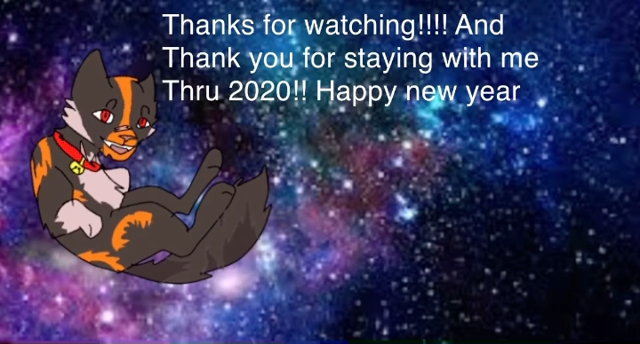 Thanks for watching!!!! And
Thank you for staying with me
Thru 2020!! Happy new year